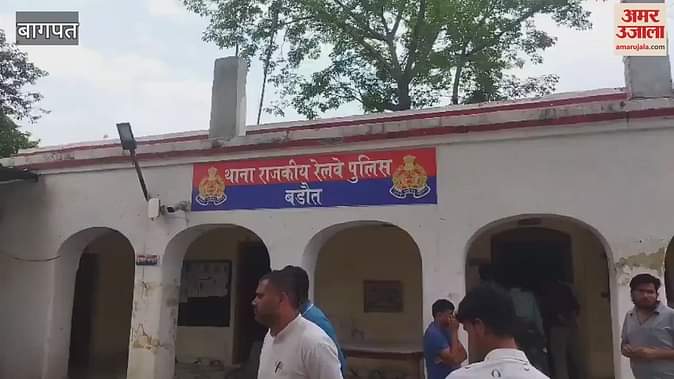 बागपत
अमर
उजाला
amarujala.com
थाना राजकीय रेलवे पुलिस
बडौत